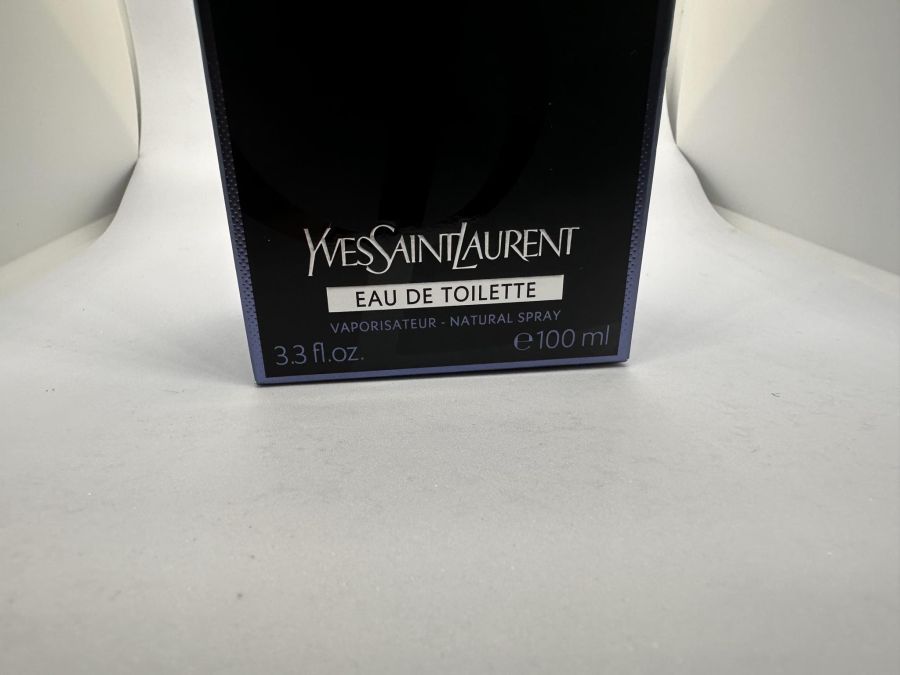 YVESSAINTLAURENT
EAU DE TOILETTE
VAPORISATEUR - NATURAL SPRAY
3.3 fl.oz. ℮100 ml